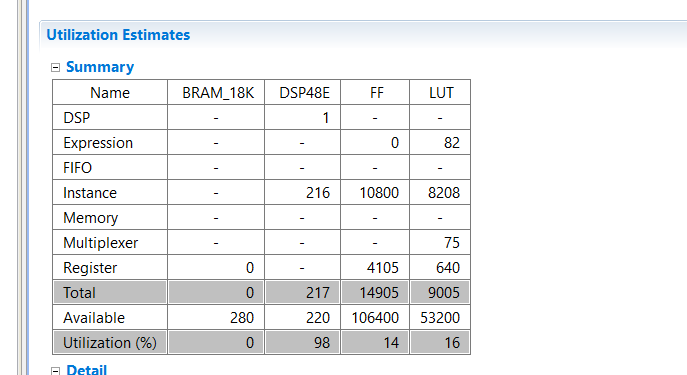 Utilization Estimates
Summary
Name BRAM_18K DSP48E FF LUT
DSP - 1 - -
Expression - - 0 82
FIFO - - - -
Instance - 216 10800 8208
Memory - - - -
Multiplexer - - - 75
Register 0 - 4105 640
Total 0 217 14905 9005
Available 280 220 106400 53200
Utilization (%) 0 98 14 16
Detail